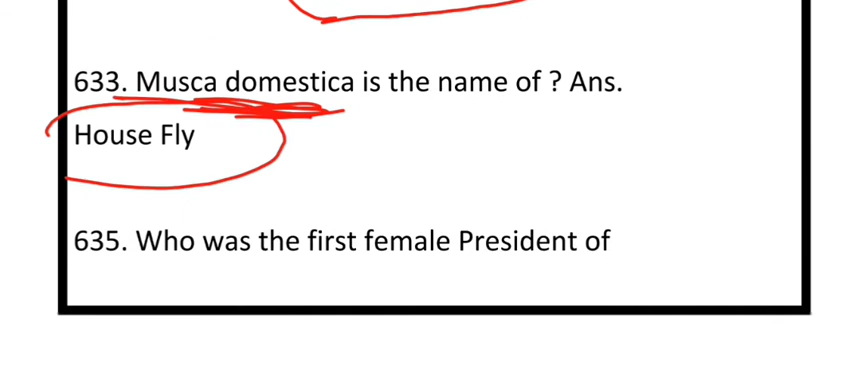 633. Musca domestica is the name of ? Ans.
House Fly
635. Who was the first female President of